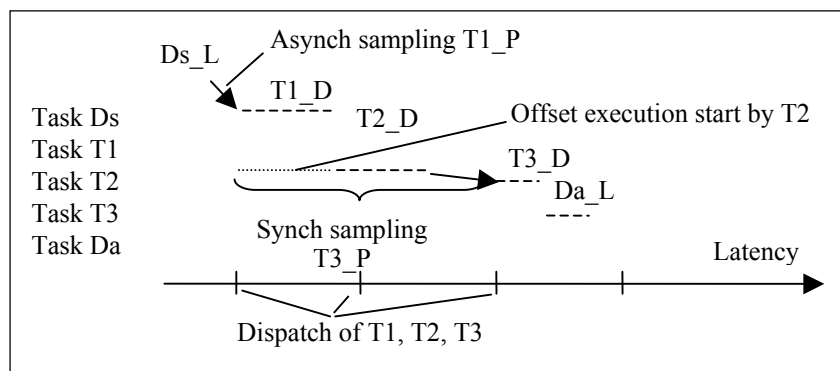 Asynch sampling T1_P
Ds_L
T1_D
Task Ds
T2_D
Offset execution start by T2
Task T1
T3_D
Task T2
Da_L
Task T3
Synch sampling
Task Da
T3_P
Latency
Dispatch of T1, T2, T3